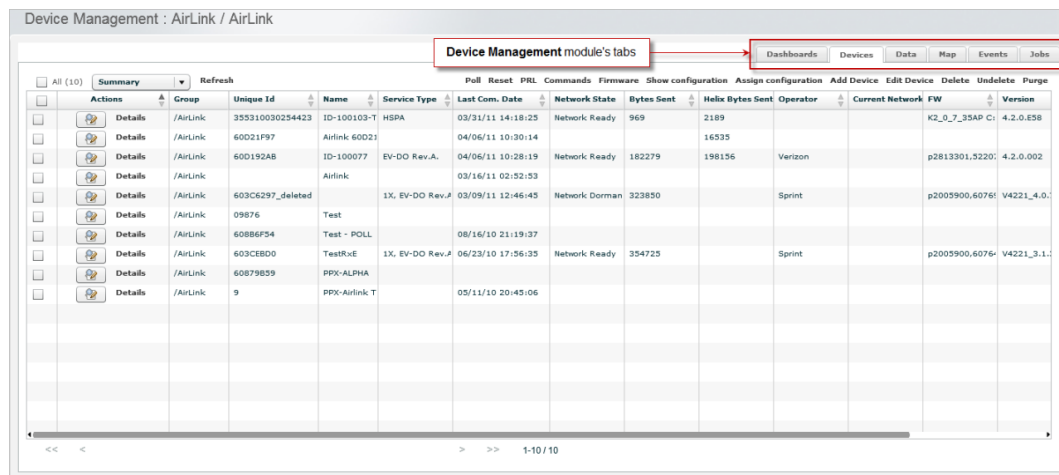 Device Management : AirLink / AirLink
Device Management module's tabs
Dashboards Devices Data Map Events Jobs
All (10) Summary Refresh Poll Reset PRL Commands Firmware Show configuration Assign configuration Add Device Edit Device Delete Undelete Purge
Actions Group Unique Id Name Service Type Last Com. Date Network State Bytes Sent Helix Bytes Sent Operator Current Network FW Version
Details /AirLink 355310030254423 ID-100103-T HSPA 03/31/11 14:18:25 Network Ready 969 2189 K2_0_7_35AP C: 4.2.0.E58
Details /AirLink 60D21F97 Airlink 60D21 04/06/11 10:30:14 16535
Details /AirLink 60D192AB ID-100077 EV-DO Rev.A. 04/06/11 10:28:19 Network Ready 182279 198156 Verizon p2813301,5220 4.2.0.002
Details /AirLink Airlink 03/16/11 02:52:53
Details /AirLink 603C6297_deleted 1X, EV-DO Rev.A 03/09/11 12:46:45 Network Dorman 323850 Sprint p2005900,6076 V4221_4.0.
Details /AirLink 09876 Test
Details /AirLink 60886F54 Test - POLL 08/16/10 21:19:37
Details /AirLink 603CEBD0 TestRxE 1X, EV-DO Rev.A 06/23/10 17:56:35 Network Ready 354725 Sprint p2005900,6076 V4221_3.1.
Details /AirLink 60879B59 PPX-ALPHA
Details /AirLink 9 PPX-Airlink T 05/11/10 20:45:06
<< < > >> 1-10 / 10